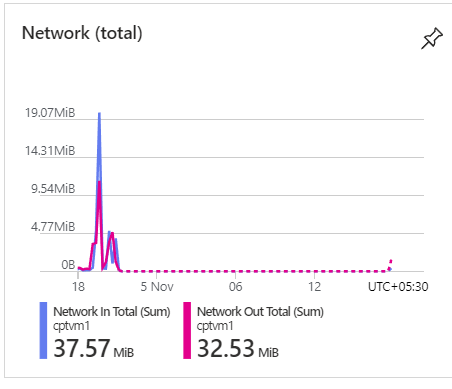 Network (total)
19.07MiB
14.31MiB
9.54MiB
4.77MiB
0B
18 5 Nov 06 12 UTC+05:30
Network In Total (Sum) Network Out Total (Sum)
cptvm1 cptvm1
37.57 MiB 32.53 MiB